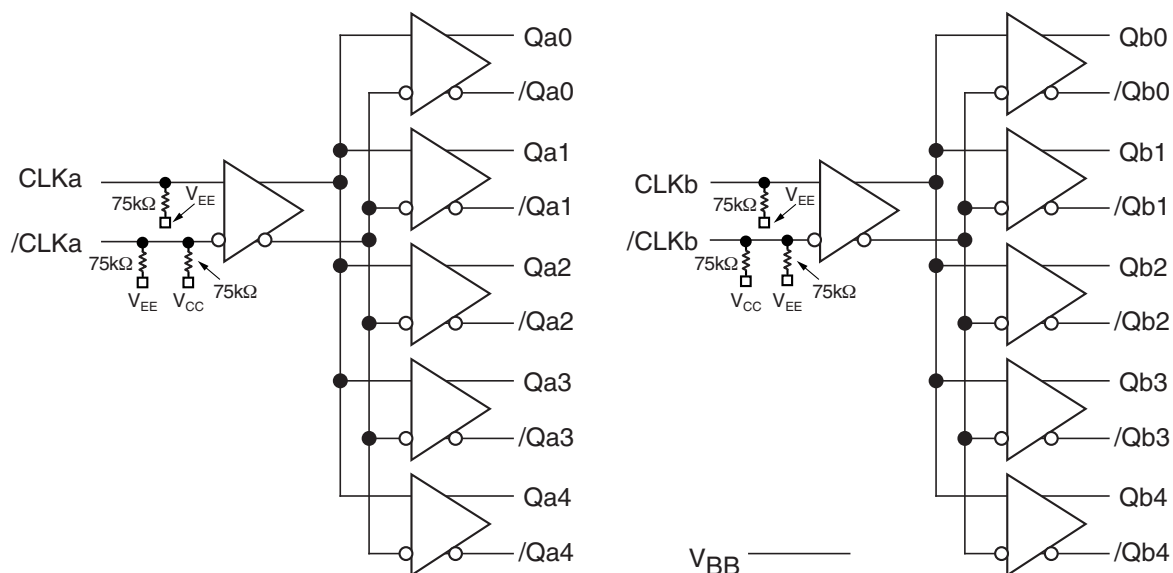 Qa0
/Qa0
Qa1
CLKa
75kΩ
VEE
/Qa1
/CLKa
75kΩ
75kΩ
VEE
VCC
Qa2
/Qa2
Qa3
/Qa3
Qa4
/Qa4
Qb0
/Qb0
Qb1
CLKb
75kΩ
VEE
/Qb1
/CLKb
75kΩ
75kΩ
VCC
VEE
Qb2
/Qb2
Qb3
/Qb3
Qb4
/Qb4
VBB